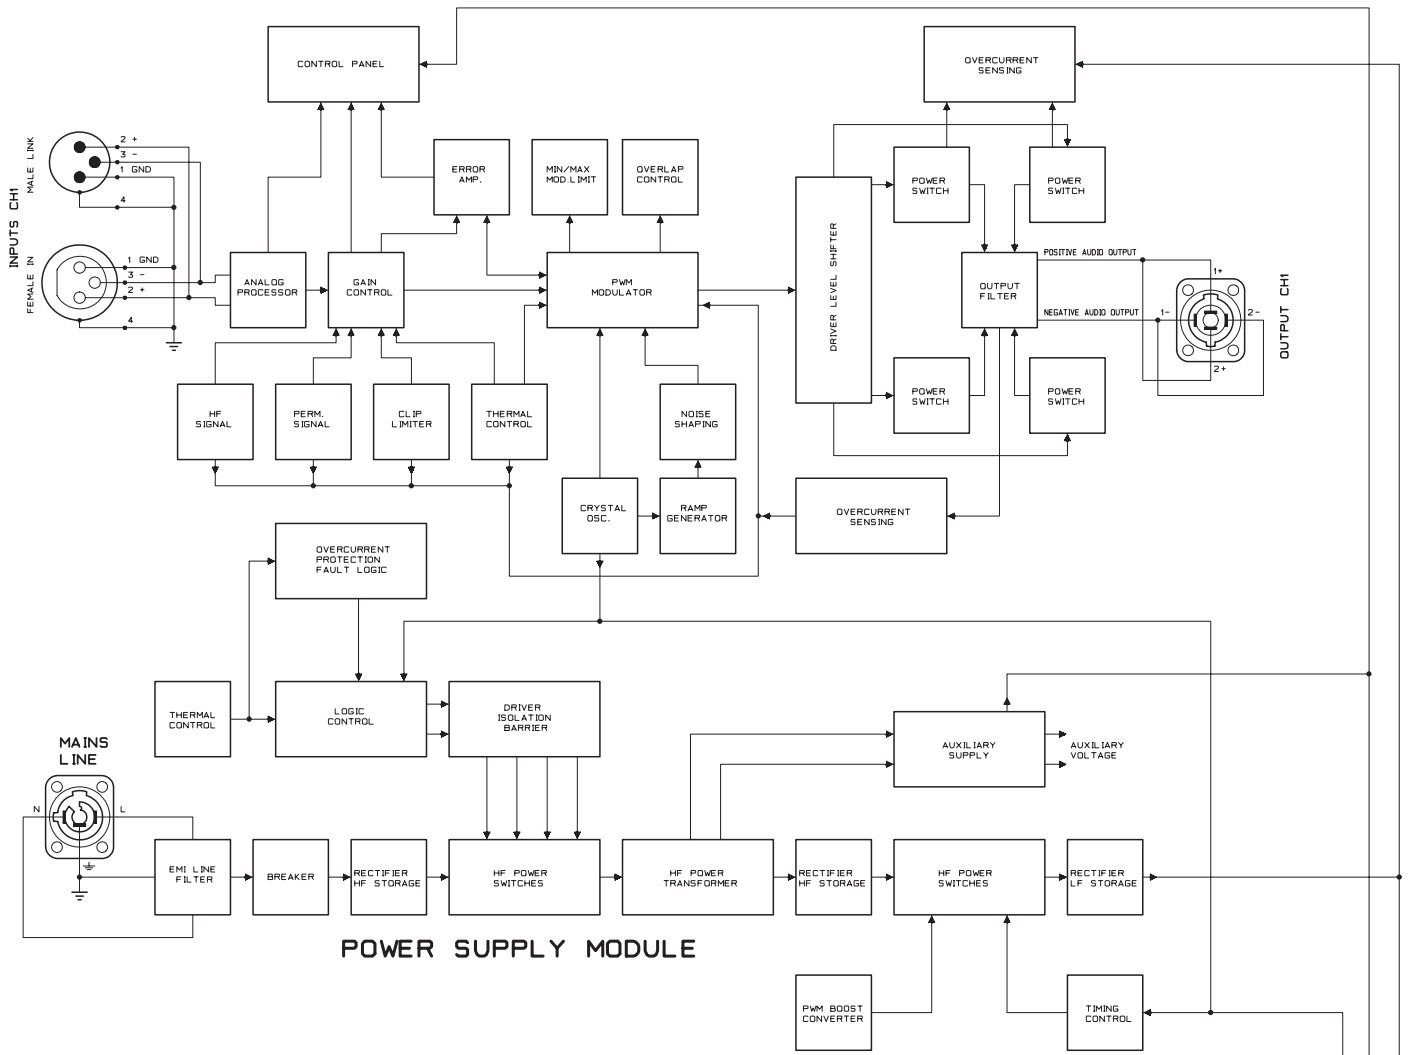 CONTROL PANEL
OVERCURRENT
SENSING
INPUTS CH1
MALE LINK
2 +
3 -
1 GND
4
ERROR
AMP.
MIN/MAX
MOD.LIMIT
OVERLAP
CONTROL
POWER
SWITCH
POWER
SWITCH
FEMALE IN
1 GND
3 -
2 +
4
ANALOG
PROCESSOR
GAIN
CONTROL
PWM
MODULATOR
DRIVER LEVEL SHIFTER
OUTPUT
FILTER
POSITIVE AUDIO OUTPUT
NEGATIVE AUDIO OUTPUT
1+
1-
2-
2+
OUTPUT CH1
HF
SIGNAL
PERM.
SIGNAL
CLIP
LIMITER
THERMAL
CONTROL
NOISE
SHAPING
POWER
SWITCH
POWER
SWITCH
CRYSTAL
OSC.
RAMP
GENERATOR
OVERCURRENT
SENSING
OVERCURRENT
PROTECTION
FAULT LOGIC
THERMAL
CONTROL
LOGIC
CONTROL
DRIVER
ISOLATION
BARRIER
AUXILIARY
SUPPLY
AUXILIARY
VOLTAGE
MAINS
LINE
N
L
EMI LINE
FILTER
BREAKER
RECTIFIER
HF STORAGE
HF POWER
SWITCHES
HF POWER
TRANSFORMER
RECTIFIER
HF STORAGE
HF POWER
SWITCHES
RECTIFIER
LF STORAGE
POWER SUPPLY MODULE
PWM BOOST
CONVERTER
TIMING
CONTROL